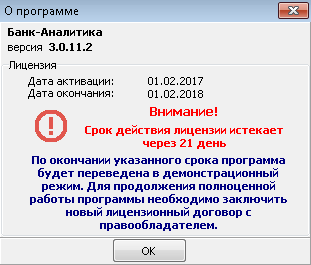 О программе
Банк-Аналитика
версия 3.0.11.2
Лицензия
Дата активации: 01.02.2017
Дата окончания: 01.02.2018
Внимание!
Срок действия лицензии истекает
через 21 день
По окончании указанного срока программа
будет переведена в демонстрационный
режим. Для продолжения полноценной
работы программы необходимо заключить
новый лицензионный договор с
правообладателем.
OK